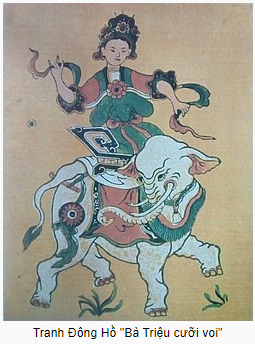 Tranh Đông Hồ "Bà Triệu cưỡi voi"